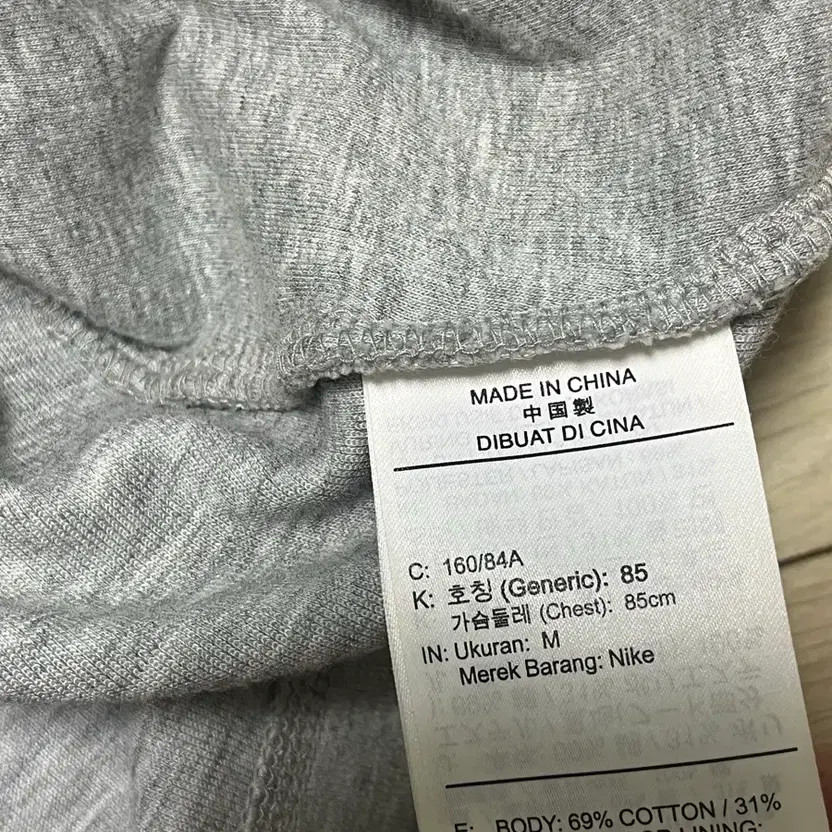 MADE IN CHINA
中国製
DIBUAT DI CINA
C: 160/84A
K: 호칭 (Generic): 85
가슴둘레 (Chest): 85cm
IN: Ukuran: M
Merek Barang: Nike
E: BODY: 69% COTTON / 31%
LINING: